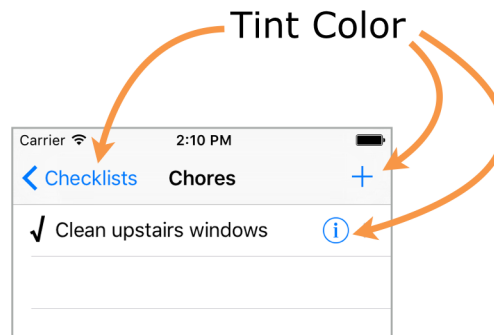 Tint Color
Carrier 2:10 PM
Checklists Chores +
√ Clean upstairs windows i